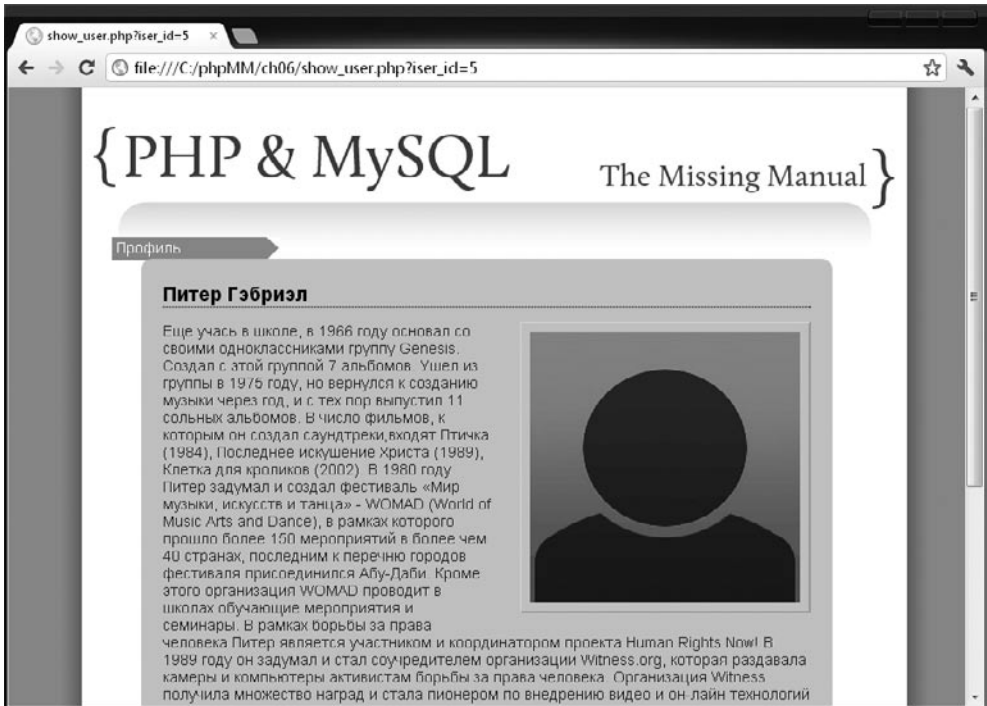 show_user.php?iser_id=5
file:///C:/phpMM/ch06/show_user.php?iser_id=5
{PHP & MySQL
The Missing Manual}
Профиль
Питер Гэбриэл
Еще учась в школе, в 1966 году основал со
своими одноклассниками группу Genesis.
Создал с этой группой 7 альбомов. Ушел из
группы в 1975 году, но вернулся к созданию
музыки через год, и с тех пор выпустил 11
сольных альбомов. В число фильмов, к
которым он создал саундтреки,входят Птичка
(1984), Последнее искушение Христа (1989),
Клетка для кроликов (2002). В 1980 году
Питер задумал и создал фестиваль «Мир
музыки, искусств и танца» - WOMAD (World of
Music Arts and Dance), в рамках которого
прошло более 150 мероприятий в более чем
40 странах, последним к перечню городов
фестиваля присоединился Абу-Даби. Кроме
этого организация WOMAD проводит в
школах обучающие мероприятия и
семинары. В рамках борьбы за права
человека Питер является участником и координатором проекта Human Rights Now! В
1989 году он задумал и стал соучредителем организации Witness.org, которая раздавала
камеры и компьютеры активистам борьбы за права человека. Организация Witness
получила множество наград и стала пионером по внедрению видео и он-лайн технологий